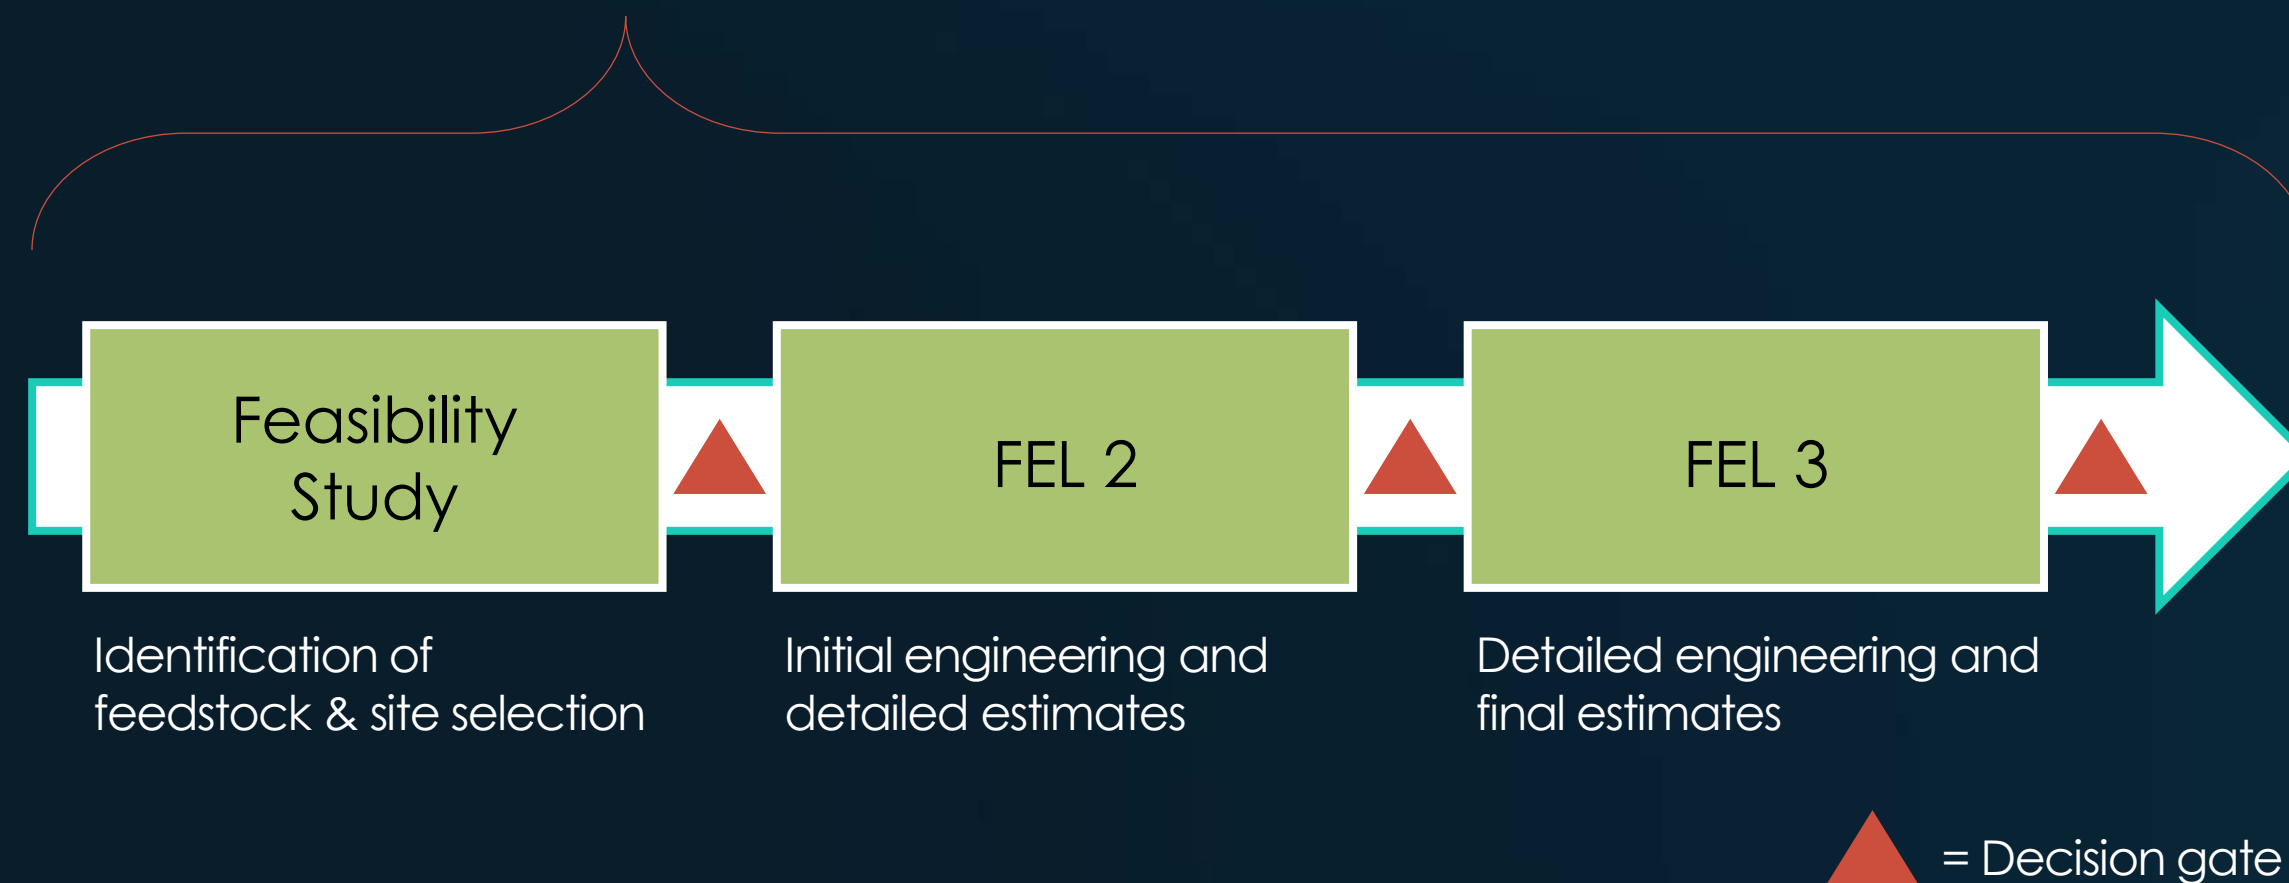 Feasibility
Study
FEL 2
FEL 3
Identification of
feedstock & site selection
Initial engineering and
detailed estimates
Detailed engineering and
final estimates
= Decision gate